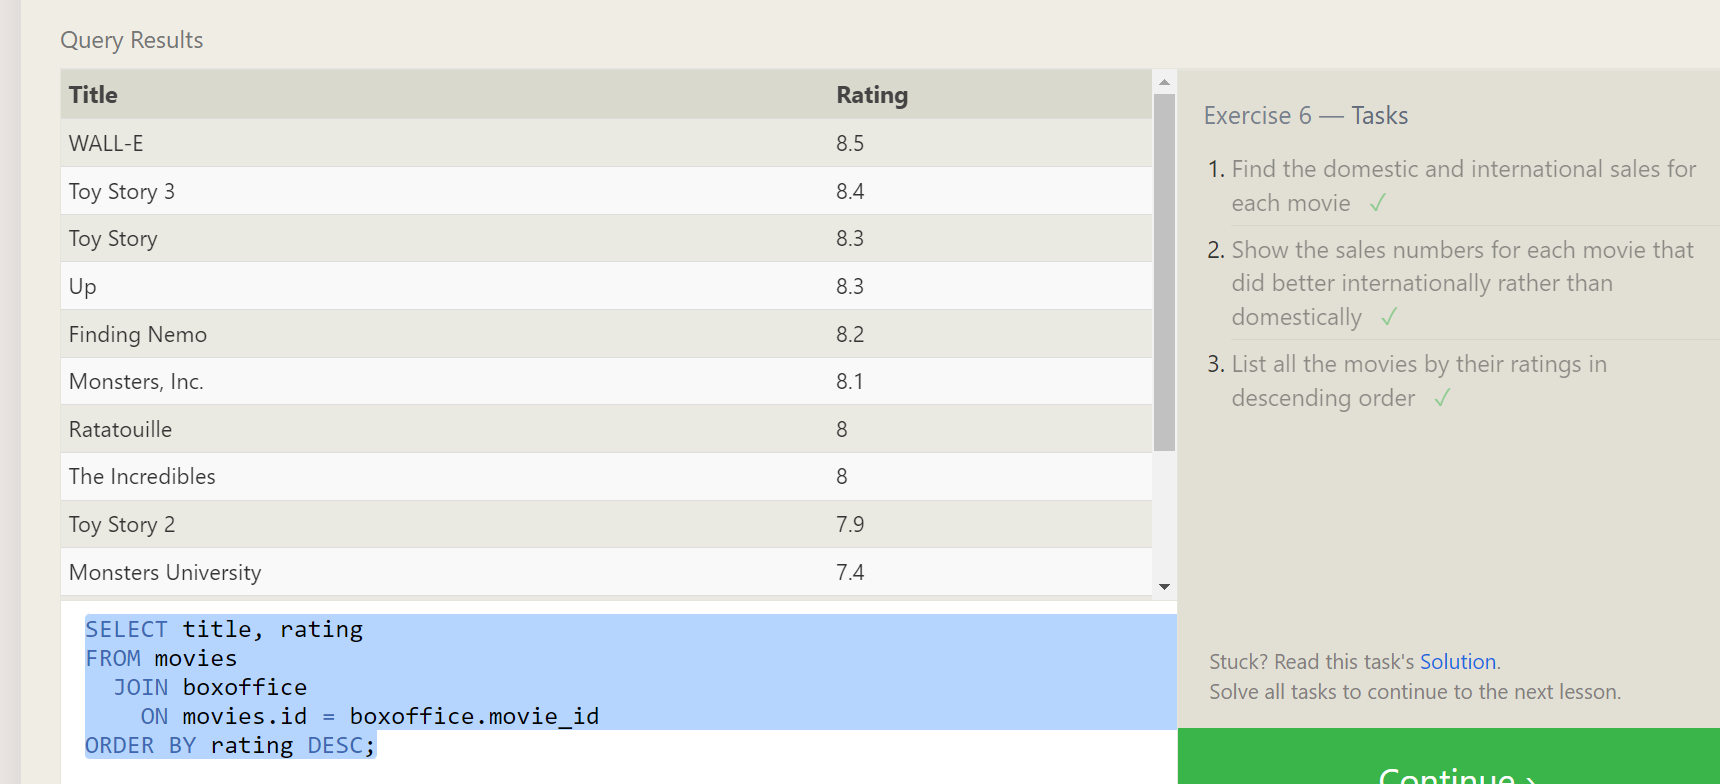 Query Results
Title Rating
WALL-E 8.5
Toy Story 3 8.4
Toy Story 8.3
Up 8.3
Finding Nemo 8.2
Monsters, Inc. 8.1
Ratatouille 8
The Incredibles 8
Toy Story 2 7.9
Monsters University 7.4
SELECT title, rating
FROM movies
JOIN boxoffice
ON movies.id = boxoffice.movie_id
ORDER BY rating DESC;
Exercise 6 — Tasks
1. Find the domestic and international sales for
each movie ✓
2. Show the sales numbers for each movie that
did better internationally rather than
domestically ✓
3. List all the movies by their ratings in
descending order ✓
Stuck? Read this task's Solution.
Solve all tasks to continue to the next lesson.
Continue ›